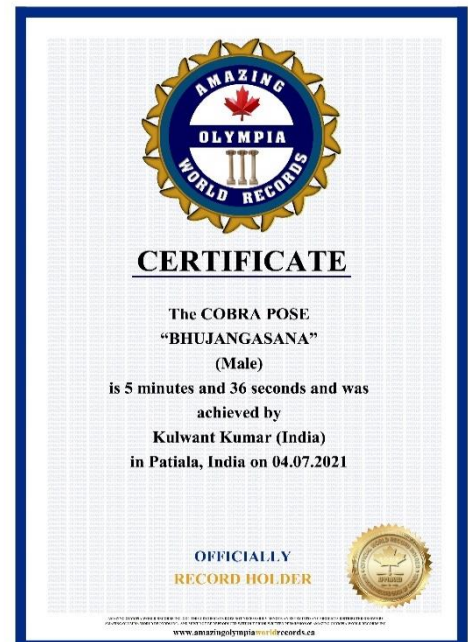 AMAZING
OLYMPIA
WORLD RECORDS
CERTIFICATE
The COBRA POSE
“BHUJANGASANA”
(Male)
is 5 minutes and 36 seconds and was
achieved by
Kulwant Kumar (India)
in Patiala, India on 04.07.2021
OFFICIALLY
RECORD HOLDER
www.amazingolympiaworldrecords.ca